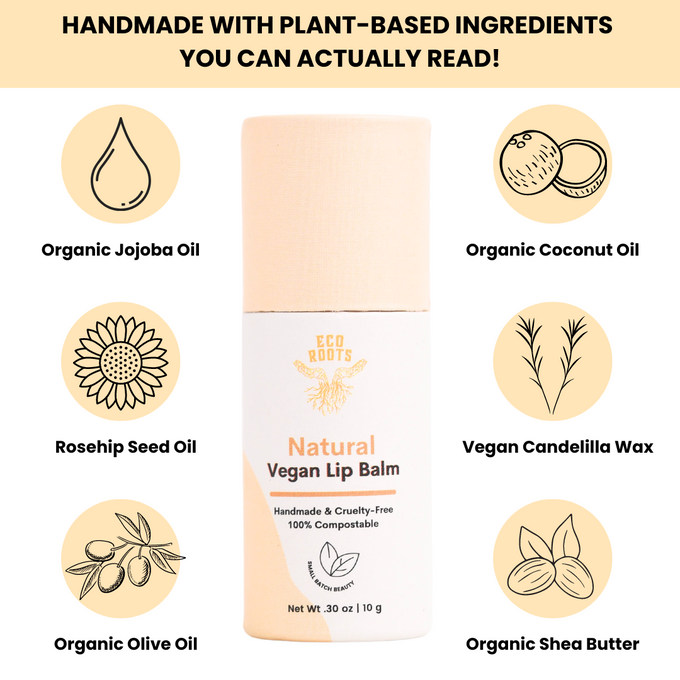 HANDMADE WITH PLANT-BASED INGREDIENTS
YOU CAN ACTUALLY READ!
Organic Jojoba Oil
Organic Coconut Oil
Rosehip Seed Oil
Vegan Candelilla Wax
Organic Olive Oil
Organic Shea Butter
ECO
ROOTS
Natural
Vegan Lip Balm
Handmade & Cruelty-Free
100% Compostable
SMALL BATCH BEAUTY
Net Wt .30 oz | 10 g